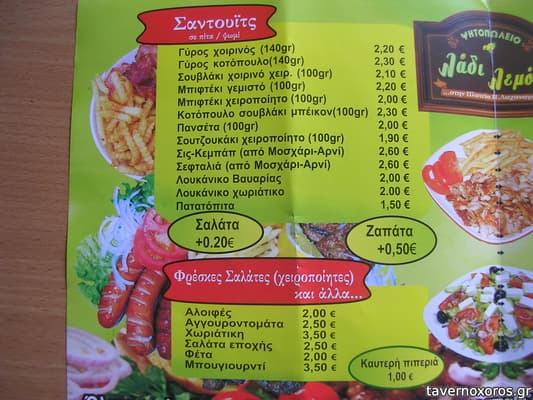 Σαντουϊτς
σε πίτα / ψωμί
Γύρος χοιρινός (140gr) 2,20 €
Γύρος κοτόπουλο(140gr) 2,30 €
Σουβλάκι χοιρινό χειρ. (100gr) 2,10 €
Μπιφτέκι γεμιστό (100gr) 2,20 €
Μπιφτέκι χειροποίητο (100gr) 2,00 €
Κοτόπουλο σουβλάκι μπέικον(100gr) 2,30 €
Πανσέτα (100gr) 2,00 €
Σουτζουκάκι χειροποίητο (100gr) 1,90 €
Σις-Κεμπάπ (από Μοσχάρι-Αρνί) 2,60 €
Σεφταλιά (από Μοσχάρι-Αρνί) 2,60 €
Λουκάνικο Βαυαρίας 2,00 €
Λουκάνικο χωριάτικο 2.00 €
Πατατόπιτα 1,50 €
Σαλάτα
+0.20€
Ζαπάτα
+0,50€
Φρέσκες Σαλάτες (χειροποίητες)
και άλλα...
Αλοιφές 2,00 €
Αγγουροντομάτα 2,50 €
Χωριάτικη 3,50 €
Σαλάτα εποχής 2,50 €
Φέτα 2,00 €
Μπουγιουρντί 3,50 €
Καυτερή πιπεριά
1,00 €
ΨΗΤΟΠΩΛΕΙΟ
Λάδι Λεμό
tavernoxoros.gr